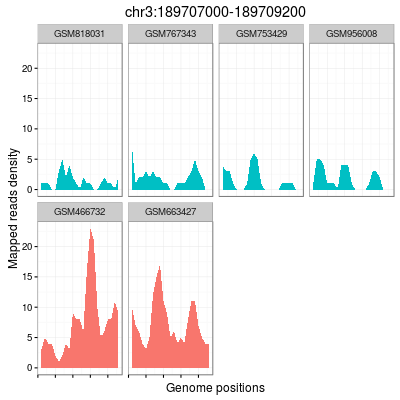 chr3:189707000-189709200
GSM818031 GSM767343 GSM753429 GSM956008
20
15
10
5
0
Mapped reads density
GSM466732 GSM663427
20
15
10
5
0
Genome positions